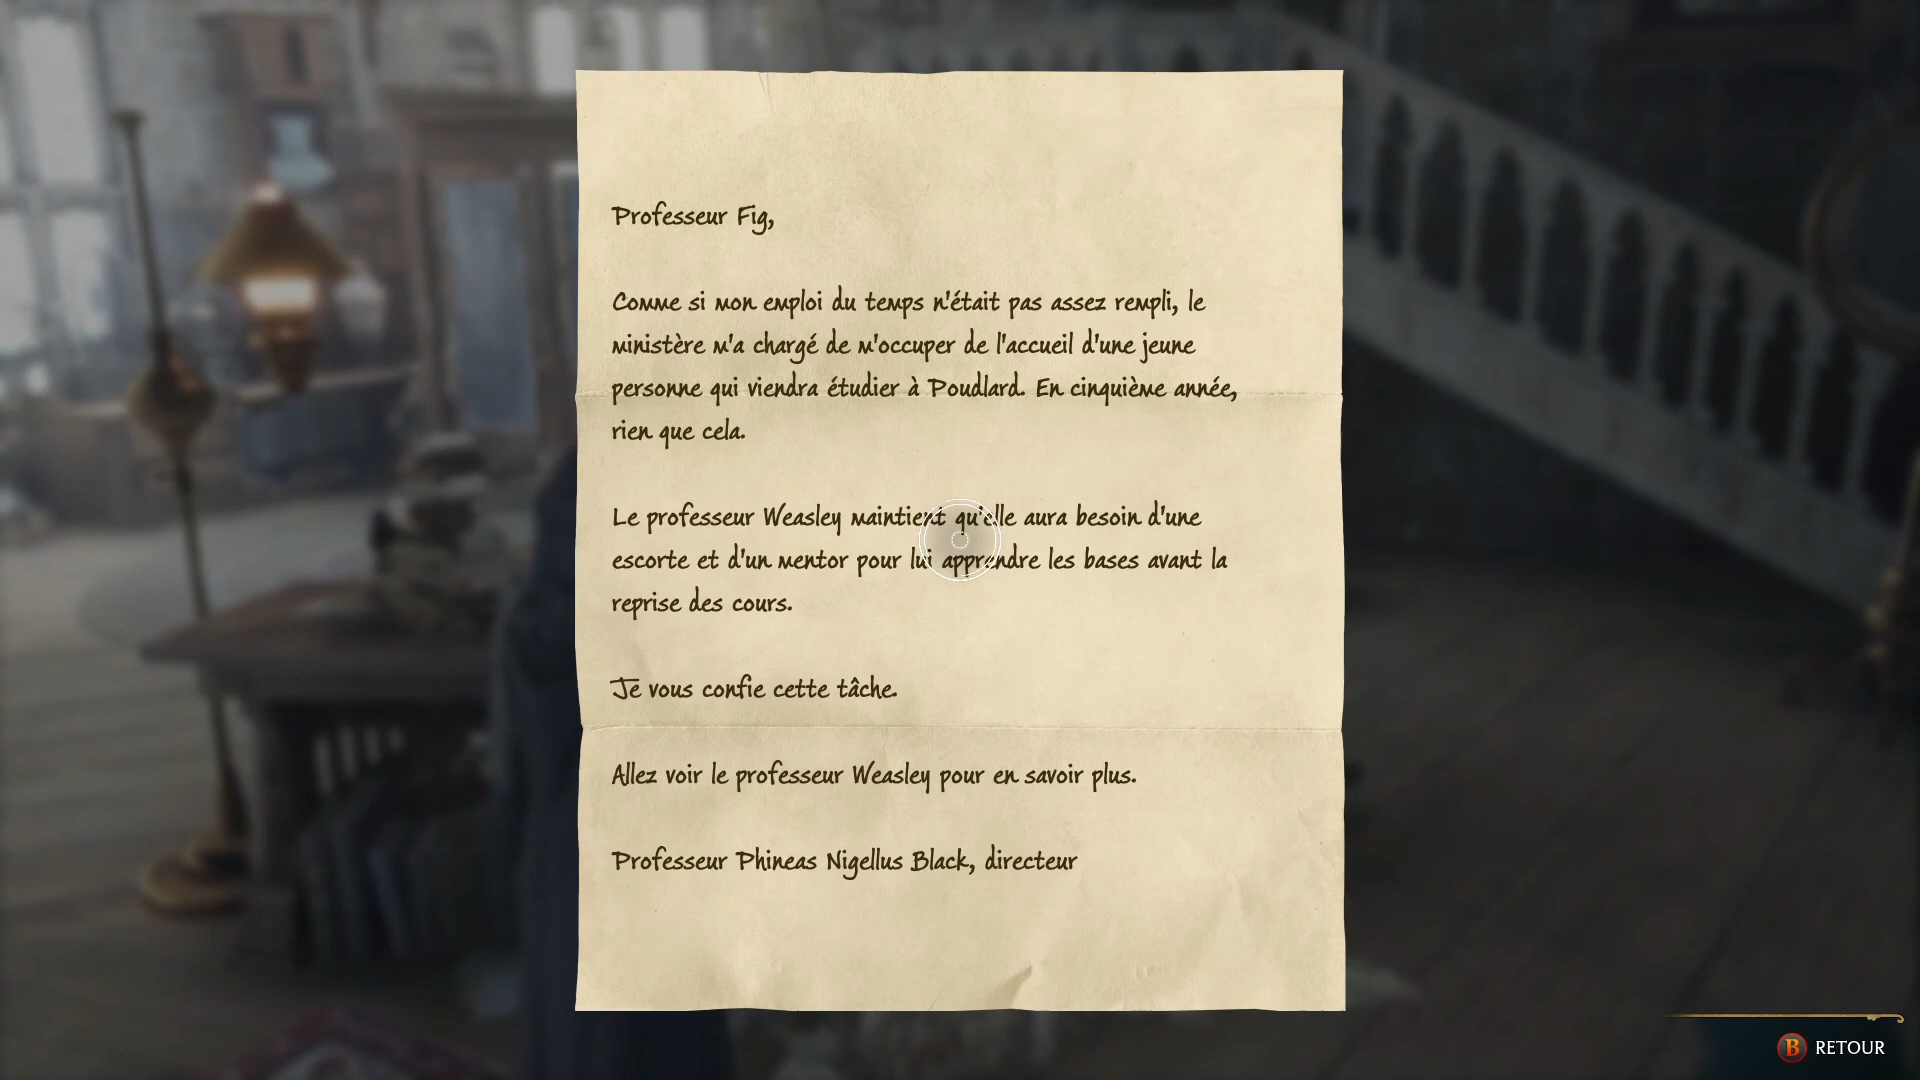 Professeur Fig,
Comme si mon emploi du temps n'était pas assez rempli, le
ministère m'a chargé de m'occuper de l'accueil d'une jeune
personne qui viendra étudier à Poudlard. En cinquième année,
rien que cela.
Le professeur Weasley maintient qu'elle aura besoin d'une
escorte et d'un mentor pour lui apprendre les bases avant la
reprise des cours.
Je vous confie cette tâche.
Allez voir le professeur Weasley pour en savoir plus.
Professeur Phineas Nigellus Black, directeur
B RETOUR